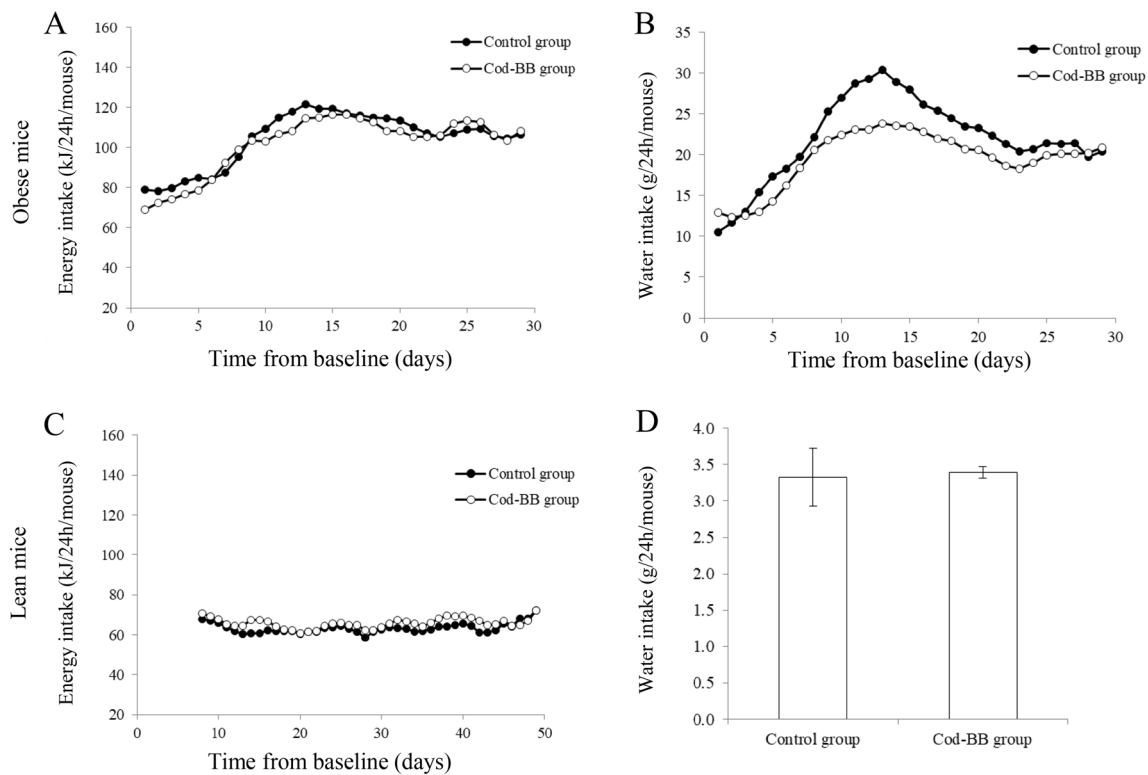 A
Obese mice
Energy intake (kJ/24h/mouse)
160
140
120
100
80
60
40
20
0
5
10
15
20
25
30
Time from baseline (days)
Control group
Cod-BB group
B
Water intake (g/24h/mouse)
35
30
25
20
15
10
5
0
0
5
10
15
20
25
30
Time from baseline (days)
Control group
Cod-BB group
C
Lean mice
Energy intake (kJ/24h/mouse)
160
140
120
100
80
60
40
20
0
10
20
30
40
50
Time from baseline (days)
Control group
Cod-BB group
D
Water intake (g/24h/mouse)
4.0
3.5
3.0
2.5
2.0
1.5
1.0
0.5
0.0
Control group
Cod-BB group